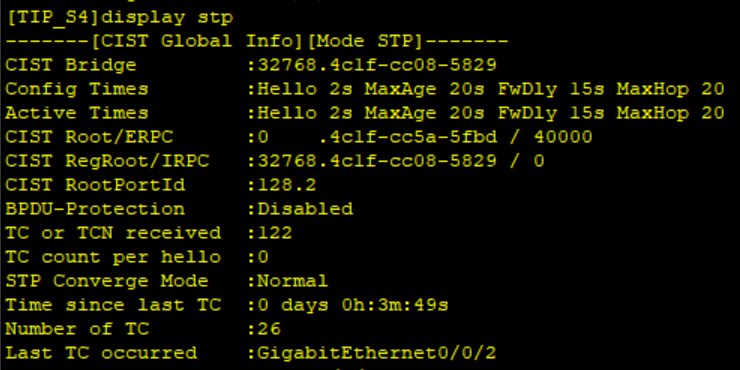 [TIP_S4]display stp
-------[CIST Global Info][Mode STP]-------
CIST Bridge         :32768.4c1f-cc08-5829
Config Times        :Hello 2s MaxAge 20s FwDly 15s MaxHop 20
Active Times        :Hello 2s MaxAge 20s FwDly 15s MaxHop 20
CIST Root/ERPC      :0    .4c1f-cc5a-5fbd / 40000
CIST RegRoot/IRPC   :32768.4c1f-cc08-5829 / 0
CIST RootPortId     :128.2
BPDU-Protection     :Disabled
TC or TCN received  :122
TC count per hello  :0
STP Converge Mode   :Normal
Time since last TC  :0 days 0h:3m:49s
Number of TC        :26
Last TC occurred    :GigabitEthernet0/0/2